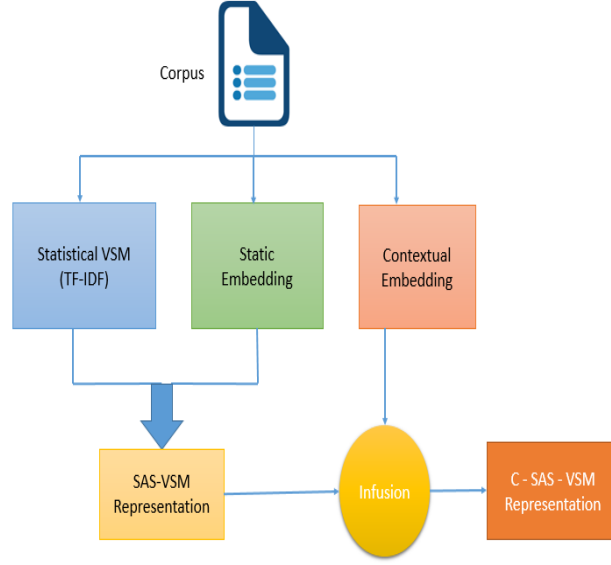 Corpus
Statistical VSM
(TF-IDF)
Static
Embedding
Contextual
Embedding
SAS-VSM
Representation
Infusion
C - SAS - VSM
Representation